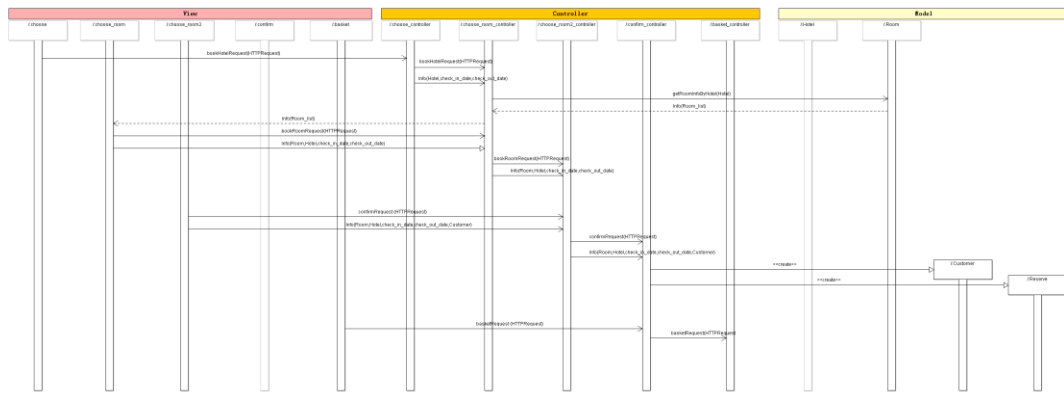 View
Controller
Model
/choose
/choose_room
/choose_room2
/confirm
/basket
/choose_controller
/choose_room_controller
/choose_room2_controller
/confirm_controller
/basket_controller
/Hotel
/Room
bookHotelRequest(HTTPRequest)
bookHotelRequest(HTTPRequest)
Info(Hotel,check_in_date,check_out_date)
getRoomInfoByHotel(Hotel)
Info(Room_list)
Info(Room_list)
bookRoomRequest(HTTPRequest)
Info(Room,Hotel,check_in_date,check_out_date)
bookRoomRequest(HTTPRequest)
Info(Room,Hotel,check_in_date,check_out_date)
confirmRequest(HTTPRequest)
Info(Room,Hotel,check_in_date,check_out_date,Customer)
confirmRequest(HTTPRequest)
Info(Room,Hotel,check_in_date,check_out_date,Customer)
<<create>>
/Customer
<<create>>
/Reserve
basketRequest(HTTPRequest)
basketRequest(HTTPRequest